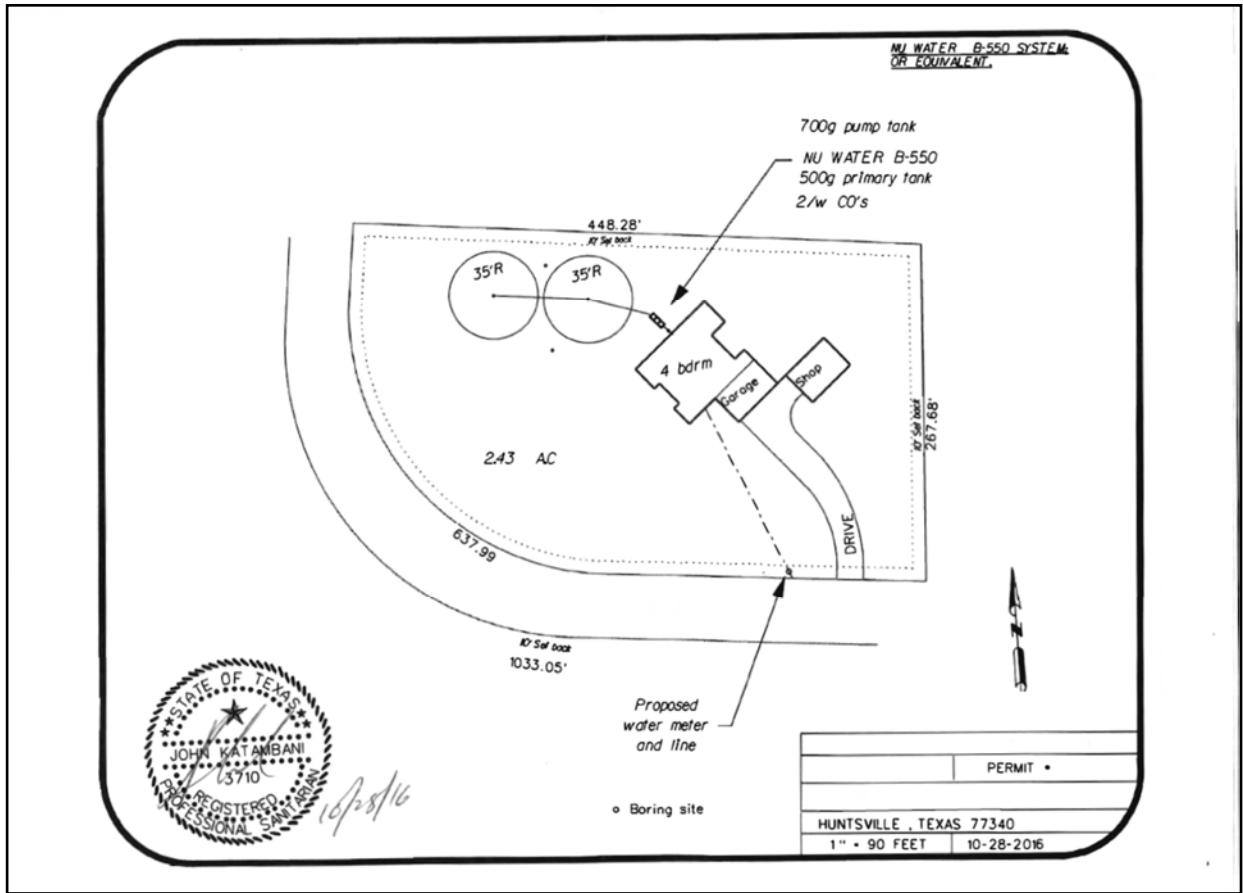 NU WATER B-550 SYSTEM
OR EQUIVALENT.
700g pump tank
NU WATER B-550
500g primary tank
2/w CO's
448.28'
10' Set back
35'R
35'R
4 bdrm
Garage
Shop
10' Set back
267.68'
2.43 AC
DRIVE
637.99
10' Set back
1033.05'
N
Proposed
water meter
and line
STATE OF TEXAS
JOHN KATAMBANI
3710
REGISTERED
PROFESSIONAL SANITARIAN
10/28/16
Boring site
PERMIT •
HUNTSVILLE , TEXAS 77340
1" = 90 FEET 10-28-2016